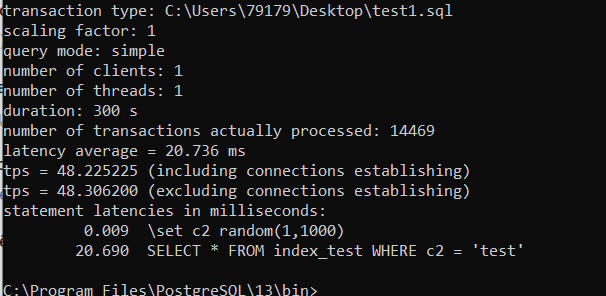 transaction type: C:\Users\79179\Desktop\test1.sql
scaling factor: 1
query mode: simple
number of clients: 1
number of threads: 1
duration: 300 s
number of transactions actually processed: 14469
latency average = 20.736 ms
tps = 48.225225 (including connections establishing)
tps = 48.306200 (excluding connections establishing)
statement latencies in milliseconds:
0.009 \set c2 random(1,1000)
20.690 SELECT * FROM index_test WHERE c2 = 'test'
C:\Program Files\PostgreSQL\13\bin>